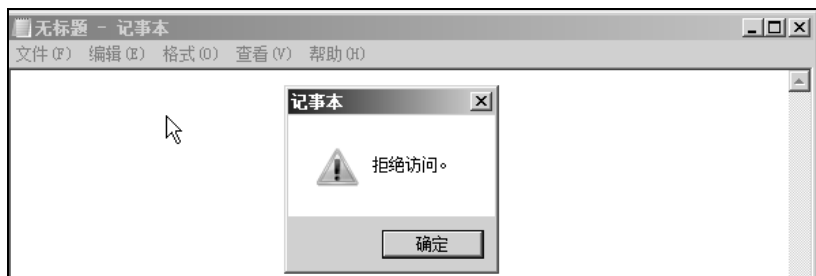 无标题 - 记事本
文件(F) 编辑(E) 格式(O) 查看(V) 帮助(H)
记事本
拒绝访问。
确定